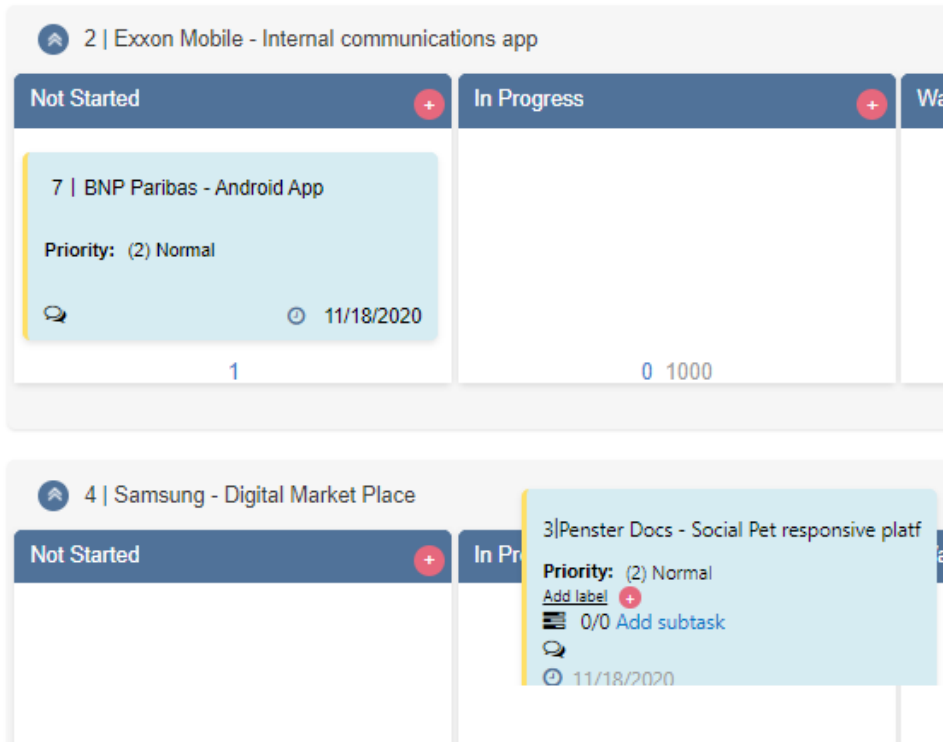 2 | Exxon Mobile - Internal communications app
Not Started
+
In Progress
+
Wa
7 | BNP Paribas - Android App
Priority: (2) Normal
11/18/2020
1
0 1000
4 | Samsung - Digital Market Place
Not Started
+
In Pr
3|Penster Docs - Social Pet responsive platf
Priority: (2) Normal
Add label +
0/0 Add subtask
11/18/2020